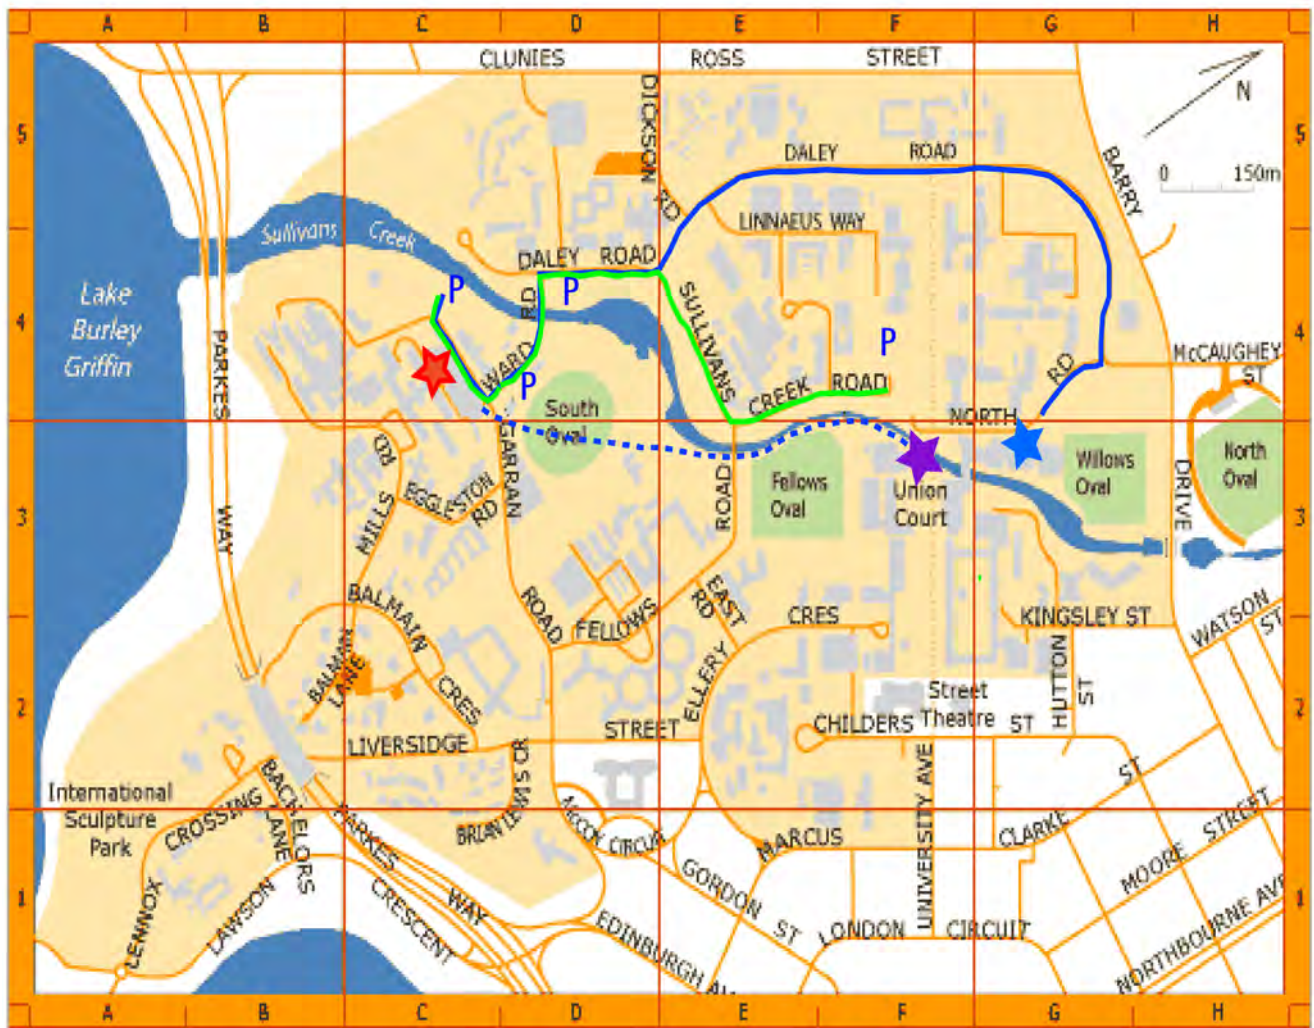 A B C D E F G H
CLUNIES ROSS STREET
N
0 150m
5 5
DICKSON
RD
DALEY ROAD
BARRY
LINNAEUS WAY
Sullivans Creek
DALEY ROAD
P
P
RD
Lake
Burley
Griffin
4 4
SULLIVANS
P
PARKES
WARD
P
CREEK ROAD
RD
McCAUGHEY
ST
South
Oval
NORTH
RD
GARRAN
EGGLESTON
RD
MILLS
ROAD
Fellows
Oval
Union
Court
Willows
Oval
DRIVE
North
Oval
WAY
3 3
BALMAIN
ROAD
FELLOWS
EAST
RD
CRES
KINGSLEY ST
WATSON
ST
BALMAIN
LANE
CRES
ELLERY
HUTTON
ST
2 2
Street
Theatre
LIVERSIDGE
STREET
CHILDERS ST
BRIAN LEWIS CR
International
Sculpture
Park
CROSSING
BACHELORS
LANE
PARKES
McCOY CIRCUIT
MARCUS
UNIVERSITY AVE
CLARKE
ST
MOORE STREET
1 1
LENNOX
LAWSON
CRESCENT
WAY
GORDON
ST
EDINBURGH
LONDON CIRCUIT
NORTHBOURNE AVE
A B C D E F G H